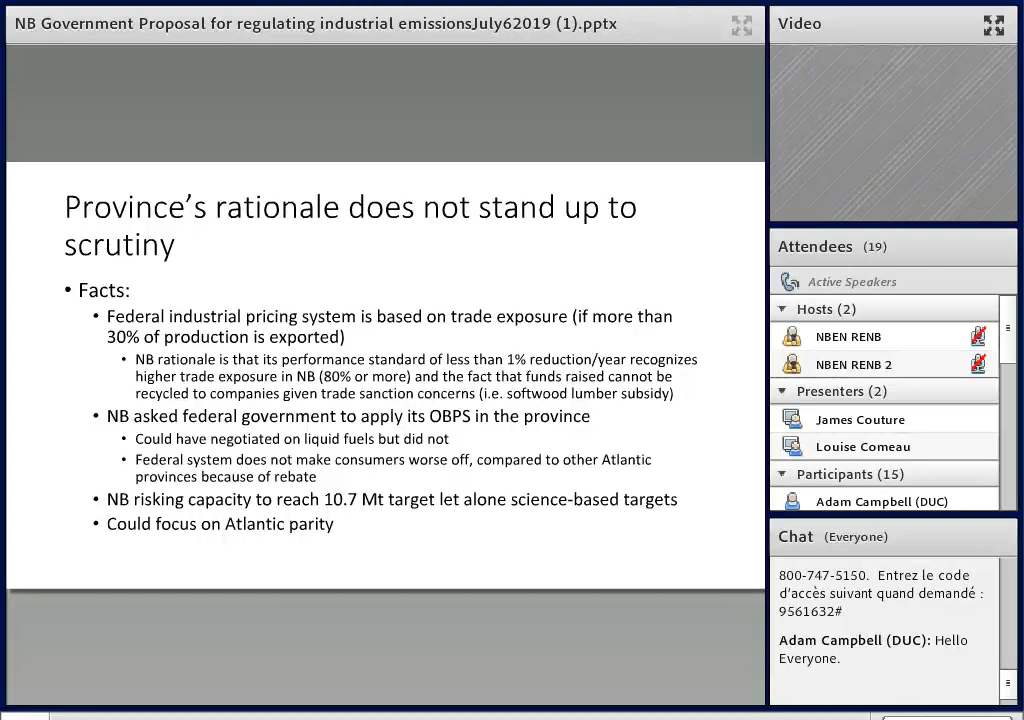 NB Government Proposal for regulating industrial emissionsJuly62019 (1).pptx
Province's rationale does not stand up to
scrutiny
• Facts:
• Federal industrial pricing system is based on trade exposure (if more than
30% of production is exported)
• NB rationale is that its performance standard of less than 1% reduction/year recognizes
higher trade exposure in NB (80% or more) and the fact that funds raised cannot be
recycled to companies given trade sanction concerns (i.e. softwood lumber subsidy)
• NB asked federal government to apply its OBPS in the province
• Could have negotiated on liquid fuels but did not
• Federal system does not make consumers worse off, compared to other Atlantic
provinces because of rebate
• NB risking capacity to reach 10.7 Mt target let alone science-based targets
• Could focus on Atlantic parity
Video
Attendees (19)
Active Speakers
Hosts (2)
NBEN RENB
NBEN RENB 2
Presenters (2)
James Couture
Louise Comeau
Participants (15)
Adam Campbell (DUC)
Chat (Everyone)
800-747-5150. Entrez le code
d'accès suivant quand demandé :
9561632#
Adam Campbell (DUC): Hello
Everyone.